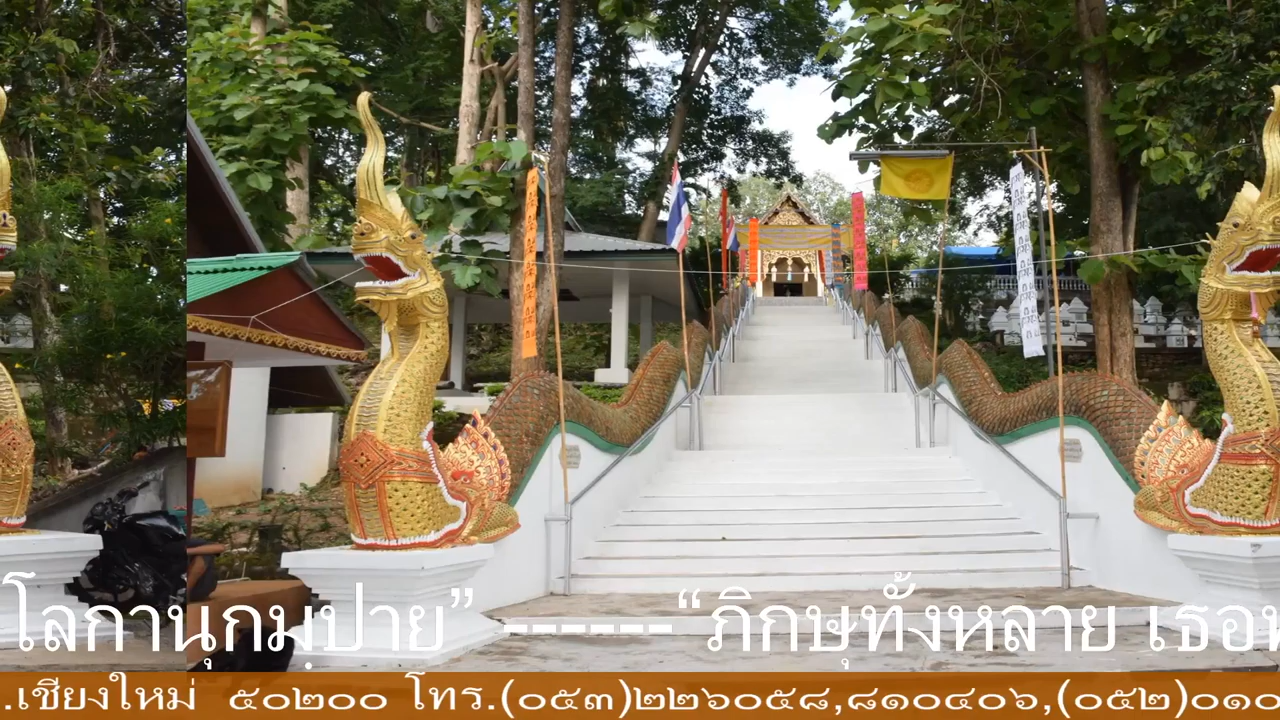 โลกานุกมฺปาย” ------ “ภิกษุทั้งหลาย เธอ
.เชียงใหม่ ๕๐๒๐๐ โทร.(๐๕๓)๒๒๖๐๕๘,๘๑๐๔๐๖,(๐๕๒)๐๑๐